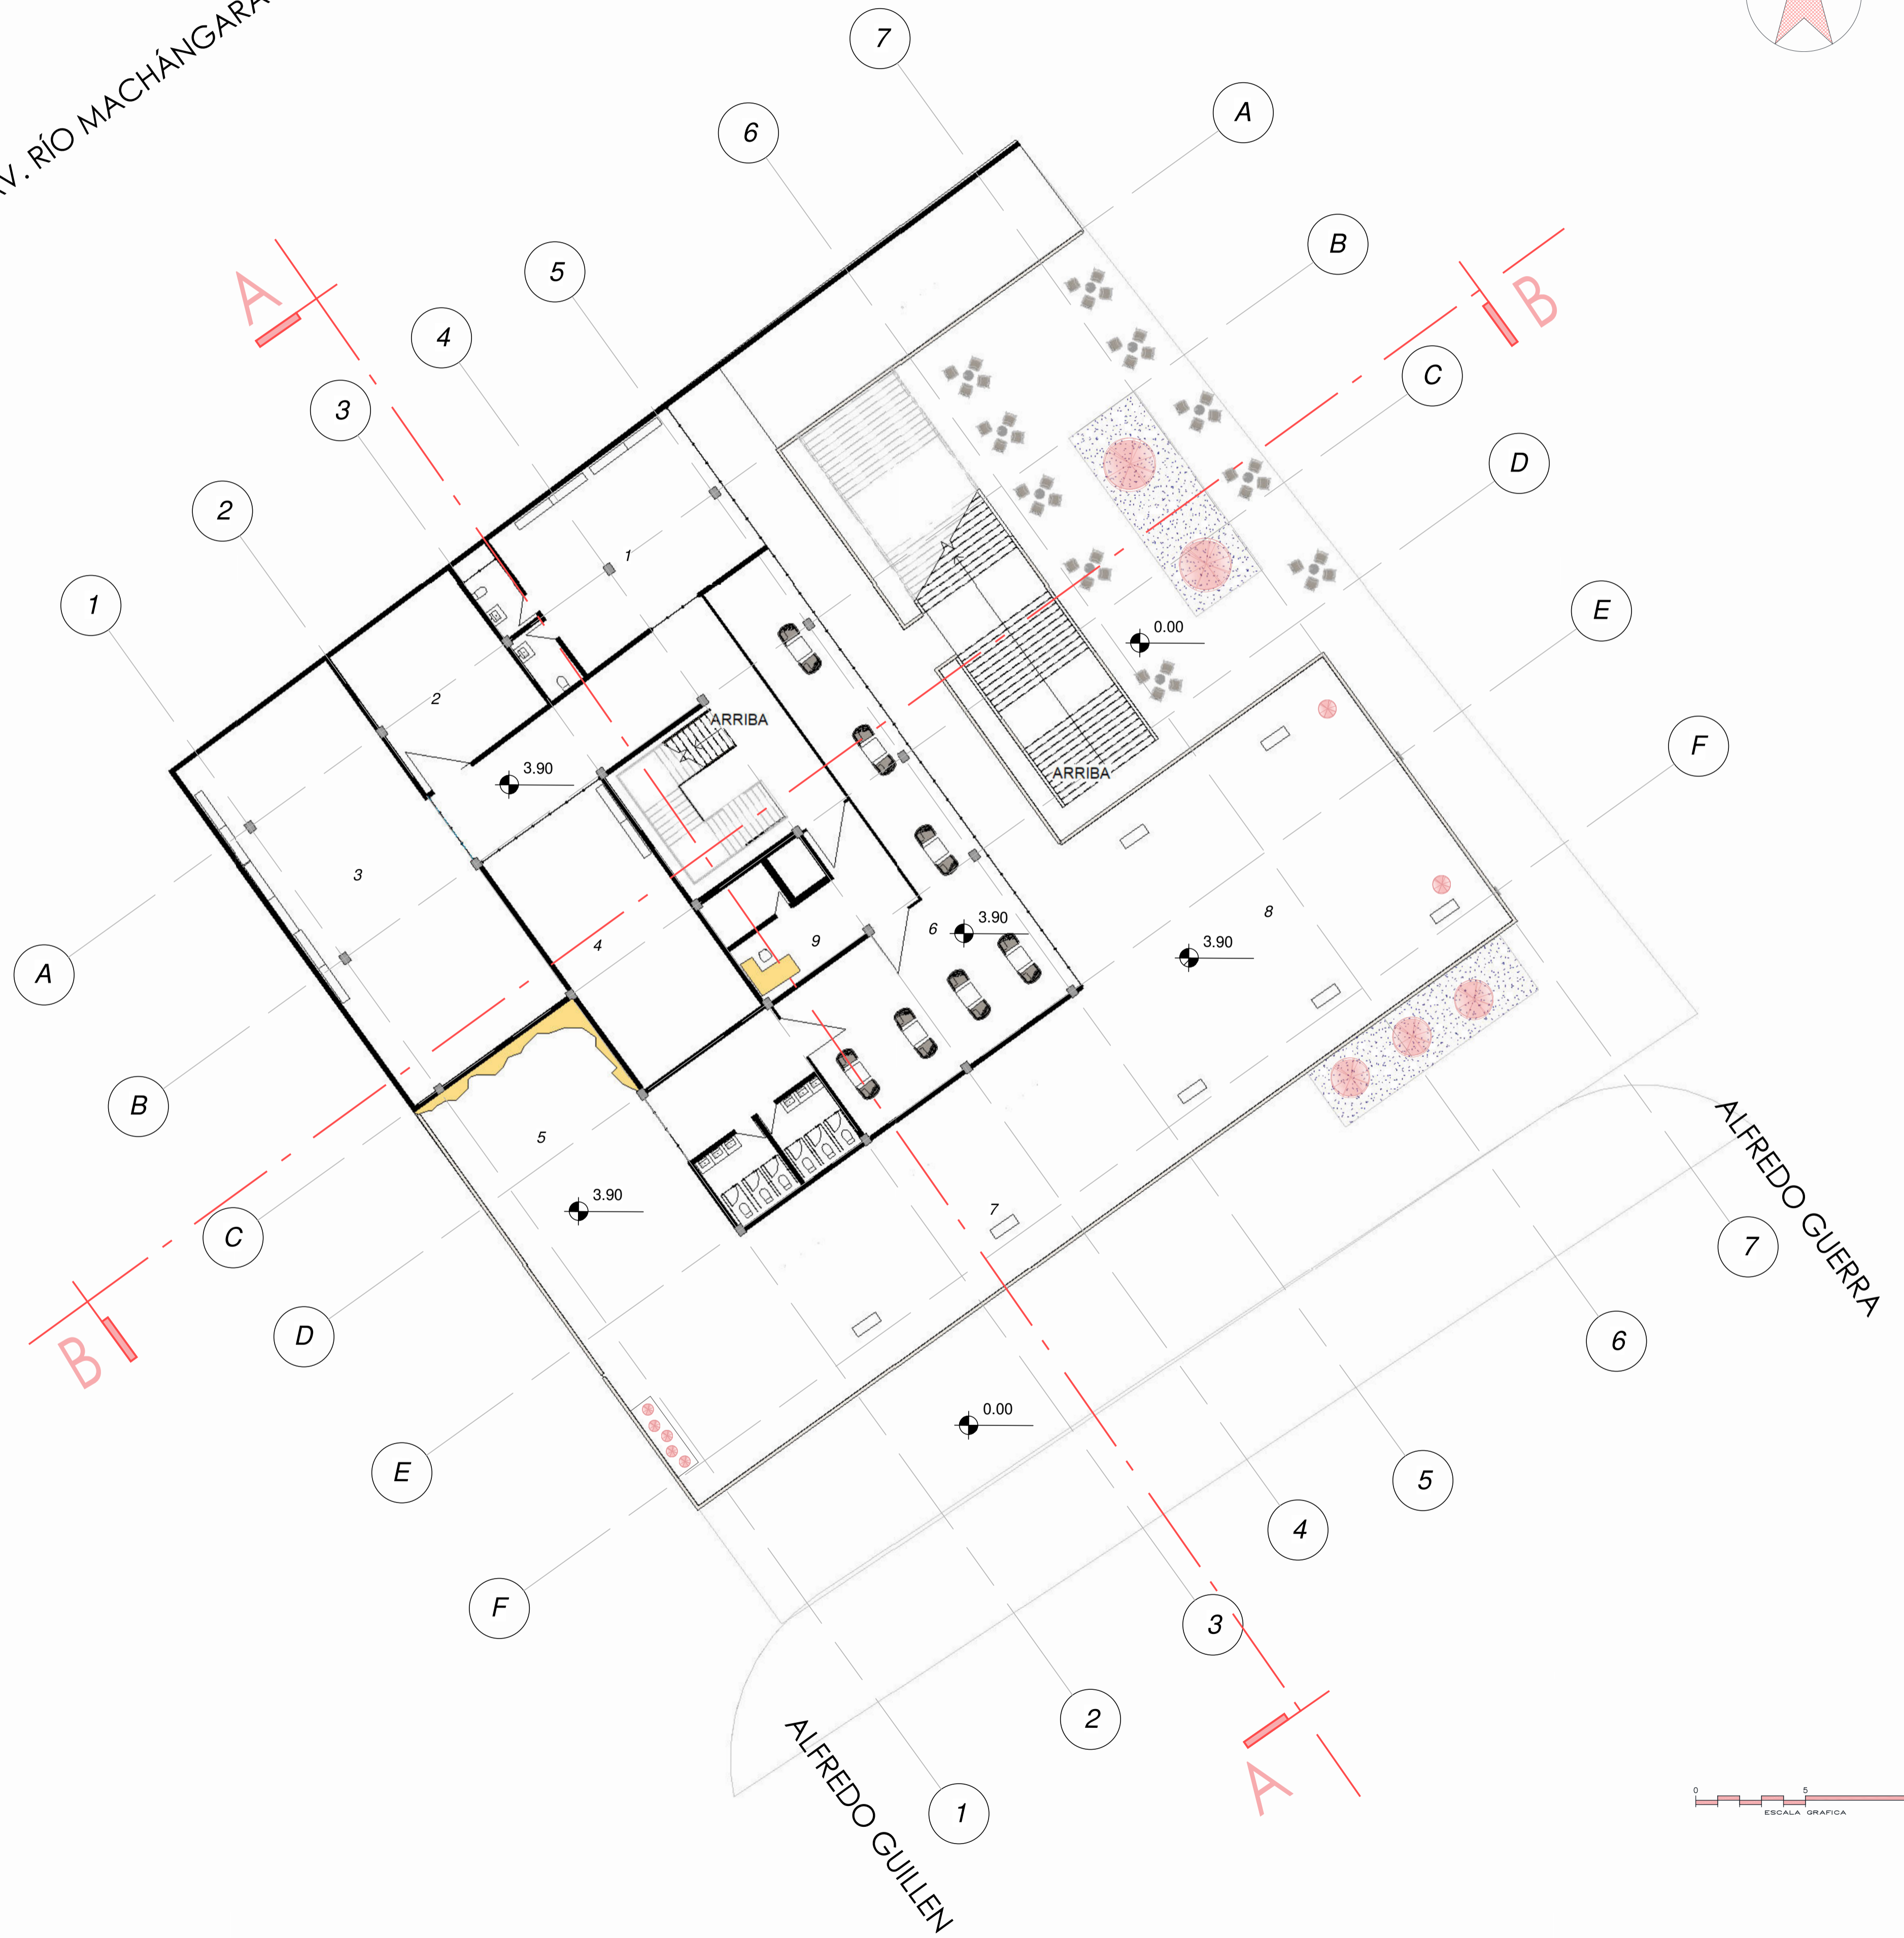 AV. RÍO MACHÁNGARA
7
A
6
B
5
A
B
4
C
3
D
2
1
1
E
ARRIBA
0.00
2
F
3.90
ARRIBA
3
8
4
9
6
3.90
3.90
A
B
5
3.90
7
C
D
E
F
0.00
ALFREDO GUERRA
7
6
5
4
3
2
1
B
A
ALFREDO GUILLEN
0
5
ESCALA GRAFICA